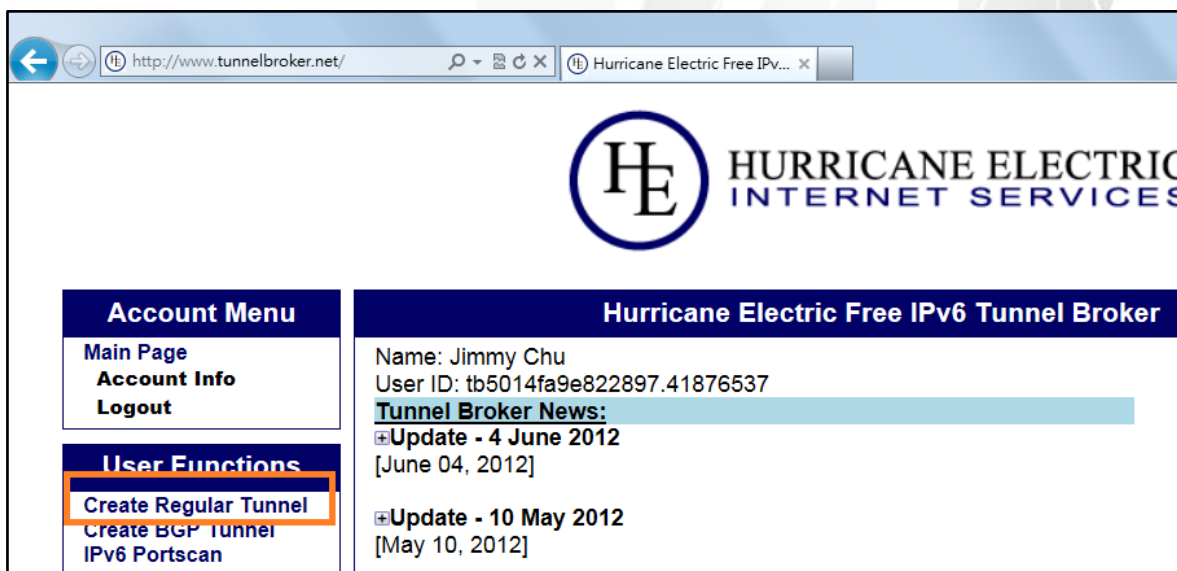 http://www.tunnelbroker.net/
Hurricane Electric Free IPv...
HE
HURRICANE ELECTRIC
INTERNET SERVICES
Account Menu
Main Page
Account Info
Logout
User Functions
Create Regular Tunnel
Create BGP Tunnel
IPv6 Portscan
Hurricane Electric Free IPv6 Tunnel Broker
Name: Jimmy Chu
User ID: tb5014fa9e822897.41876537
Tunnel Broker News:
Update - 4 June 2012
[June 04, 2012]
Update - 10 May 2012
[May 10, 2012]